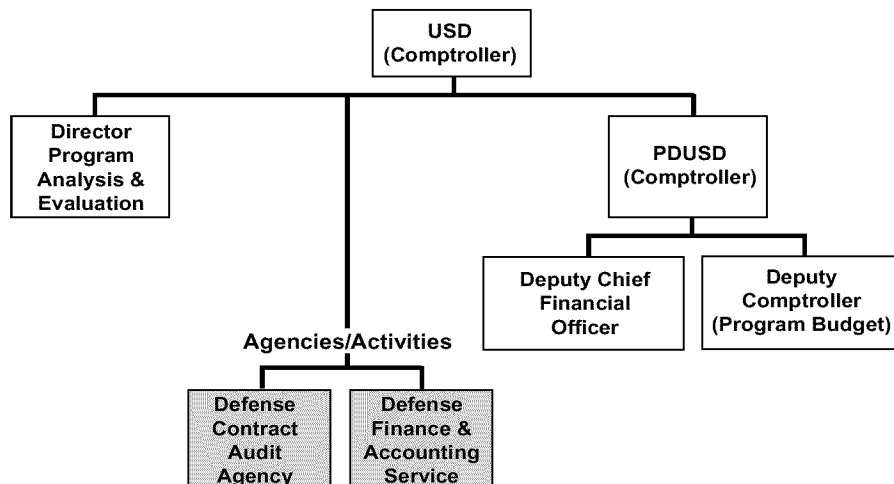 USD
(Comptroller)
Director
Program
Analysis &
Evaluation
PDUSD
(Comptroller)
Deputy Chief
Financial
Officer
Deputy
Comptroller
(Program Budget)
Agencies/Activities
Defense
Contract
Audit
Agency
Defense
Finance &
Accounting
Service